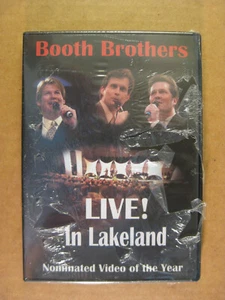 Booth Brothers
LIVE!
In Lakeland
Nominated Video of the Year